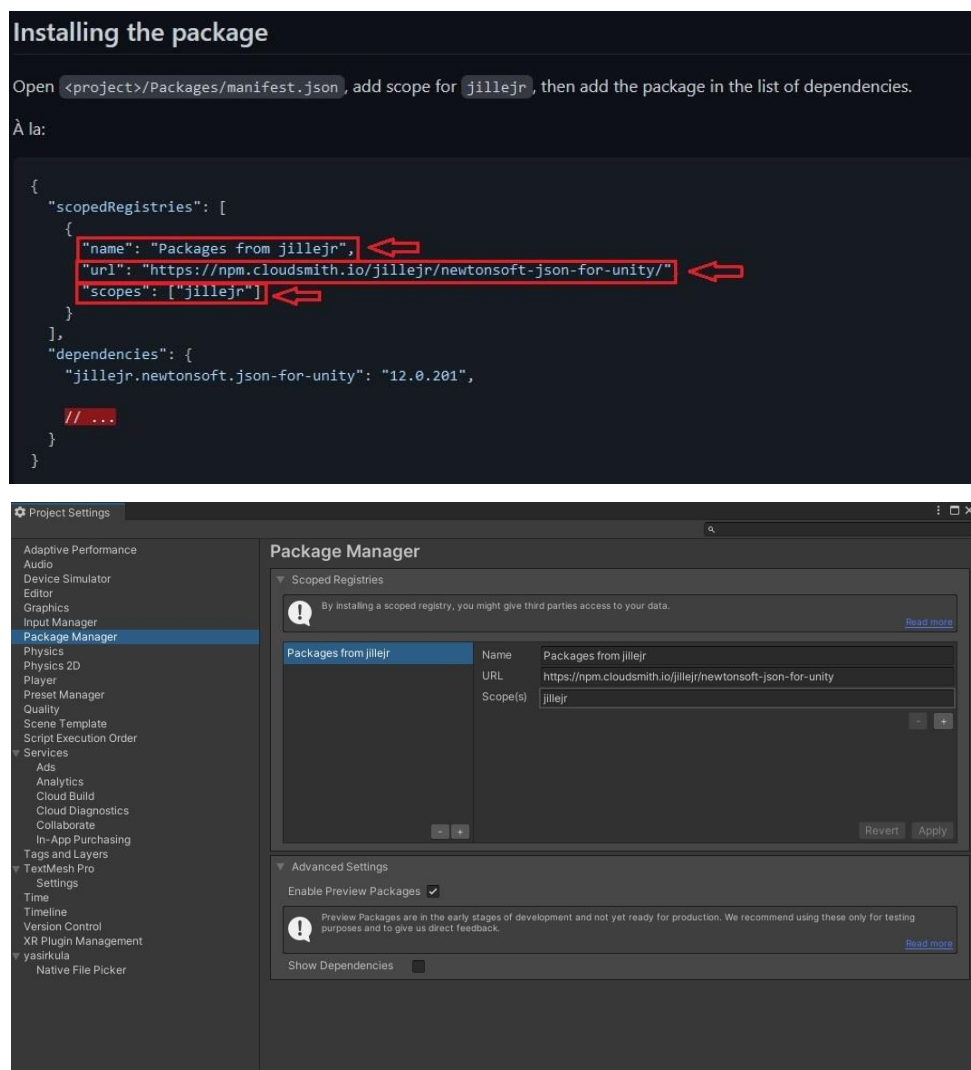 Installing the package
Open <project>/Packages/manifest.json , add scope for jillejr , then add the package in the list of dependencies.
À la:
{
"scopedRegistries": [
{
"name": "Packages from jillejr",
"url": "https://npm.cloudsmith.io/jillejr/newtonsoft-json-for-unity/",
"scopes": ["jillejr"]
}
],
"dependencies": {
"jillejr.newtonsoft.json-for-unity": "12.0.201",
// ...
}
}
Project Settings
Adaptive Performance
Audio
Device Simulator
Editor
Graphics
Input Manager
Package Manager
Physics
Physics 2D
Player
Preset Manager
Quality
Scene Template
Script Execution Order
Services
Ads
Analytics
Cloud Build
Cloud Diagnostics
Collaborate
In-App Purchasing
Tags and Layers
TextMesh Pro
Settings
Time
Timeline
Version Control
XR Plugin Management
yasirkula
Native File Picker
Package Manager
Scoped Registries
By installing a scoped registry, you might give third parties access to your data.
Read more
Packages from jillejr
Name Packages from jillejr
URL https://npm.cloudsmith.io/jillejr/newtonsoft-json-for-unity
Scope(s) jillejr
- +
- +
Revert Apply
Advanced Settings
Enable Preview Packages
Preview Packages are in the early stages of development and not yet ready for production. We recommend using these only for testing
purposes and to give us direct feedback.
Read more
Show Dependencies